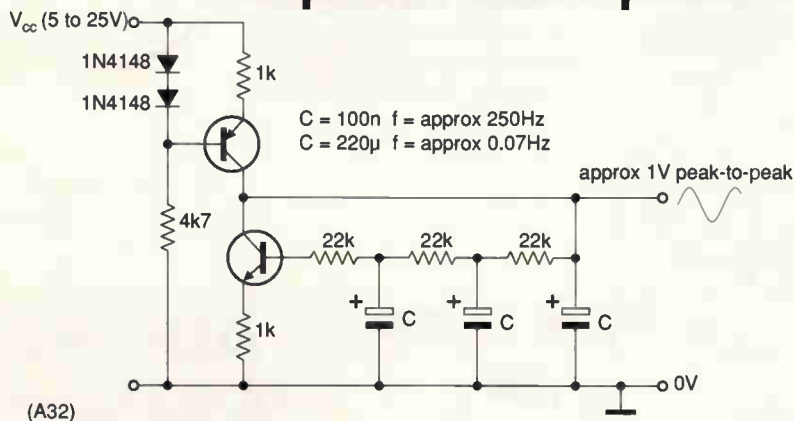 V_cc (5 to 25V)
1N4148
1k
1N4148
C = 100n f = approx 250Hz
C = 220µ f = approx 0.07Hz
approx 1V peak-to-peak
4k7
22k
22k
22k
+
+
+
C
C
C
1k
0V
(A32)